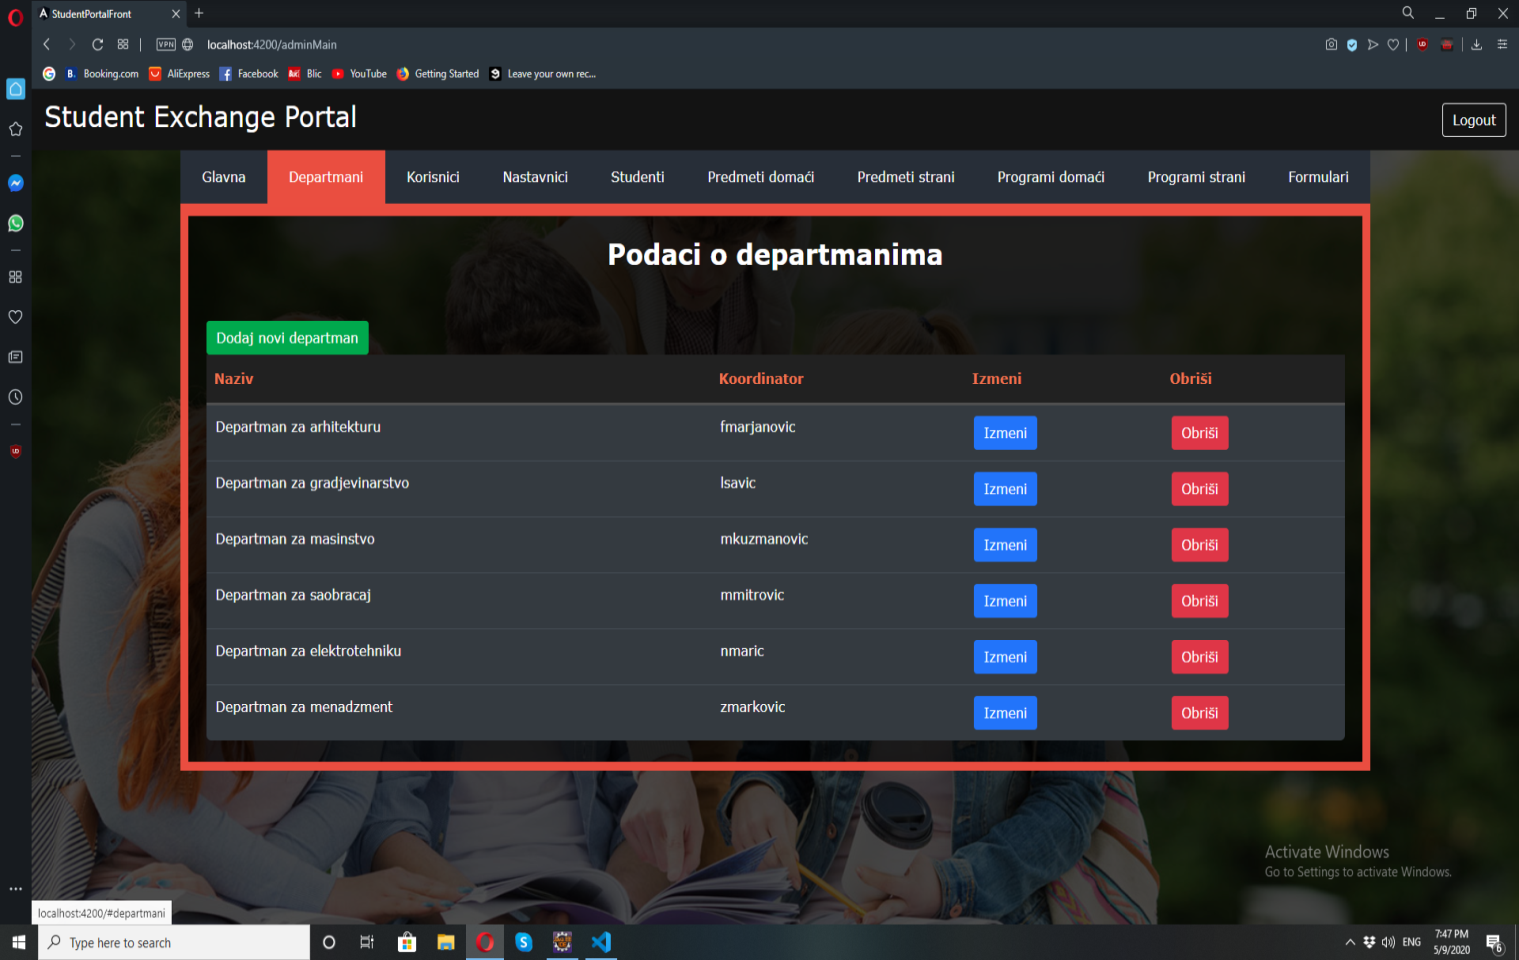 StudentPortalFront
VPN localhost:4200/adminMain
Booking.com AliExpress Facebook Blic YouTube Getting Started Leave your own rec...
Student Exchange Portal
Logout
Glavna Departmani Korisnici Nastavnici Studenti Predmeti domaći Predmeti strani Programi domaći Programi strani Formulari
Podaci o departmanima
Dodaj novi departman
Naziv Koordinator Izmeni Obriši
Departman za arhitekturu fmarjanovic Izmeni Obriši
Departman za gradjevinarstvo lsavic Izmeni Obriši
Departman za masinstvo mkuzmanovic Izmeni Obriši
Departman za saobracaj mmitrovic Izmeni Obriši
Departman za elektrotehniku nmaric Izmeni Obriši
Departman za menadzment zmarkovic Izmeni Obriši
Activate Windows
Go to Settings to activate Windows.
localhost:4200/#departmani
Type here to search
ENG
7:47 PM
5/9/2020
6